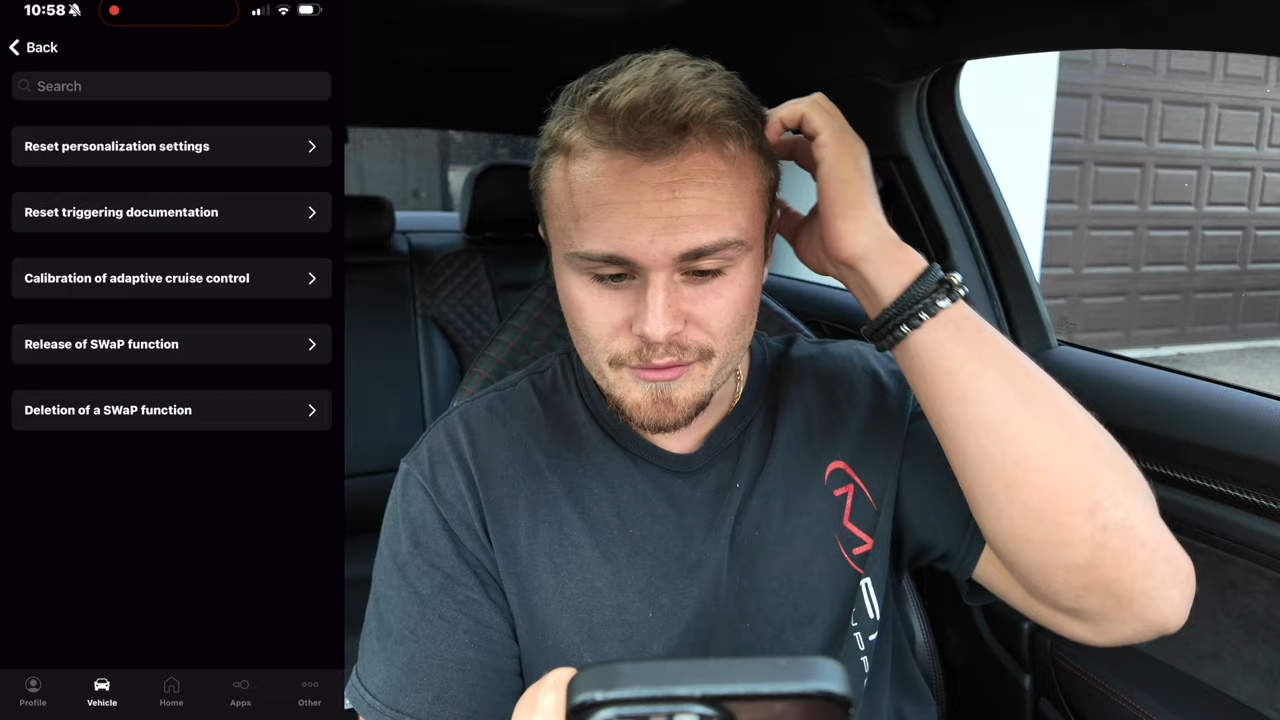 10:58
Back
Search
Reset personalization settings
Reset triggering documentation
Calibration of adaptive cruise control
Release of SWaP function
Deletion of a SWaP function
Profile
Vehicle
Home
Apps
Other